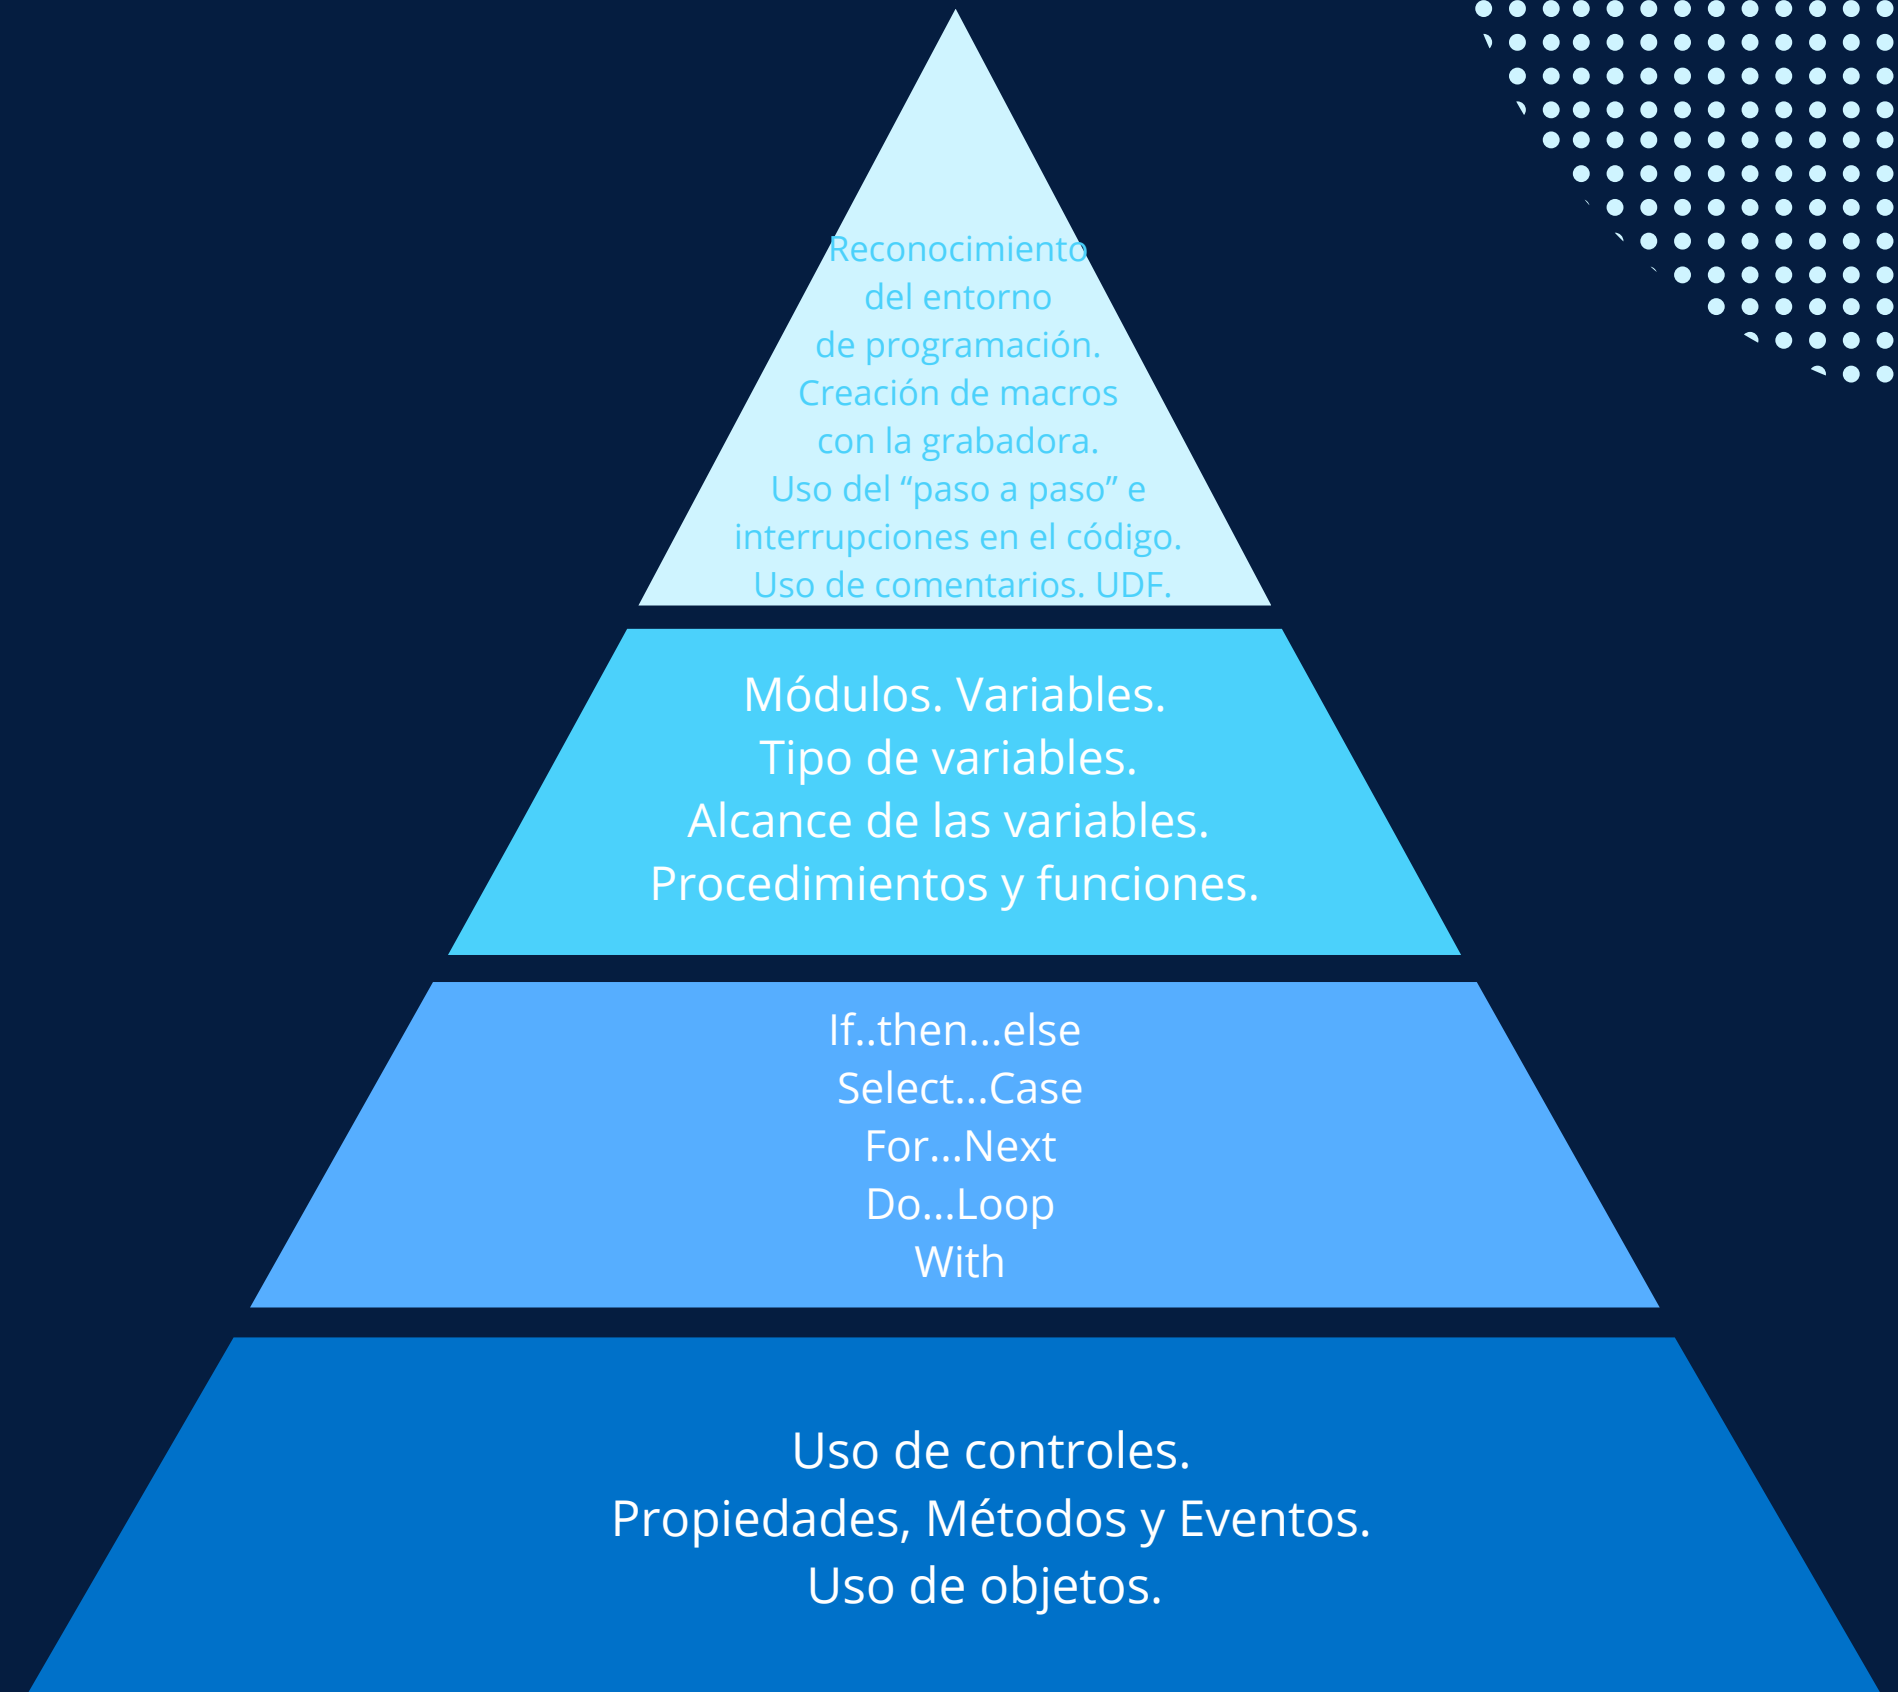 Reconocimiento
del entorno
de programación.
Creación de macros
con la grabadora.
Uso del “paso a paso” e
interrupciones en el código.
Uso de comentarios. UDF.
Módulos. Variables.
Tipo de variables.
Alcance de las variables.
Procedimientos y funciones.
If..then...else
Select...Case
For...Next
Do...Loop
With
Uso de controles.
Propiedades, Métodos y Eventos.
Uso de objetos.